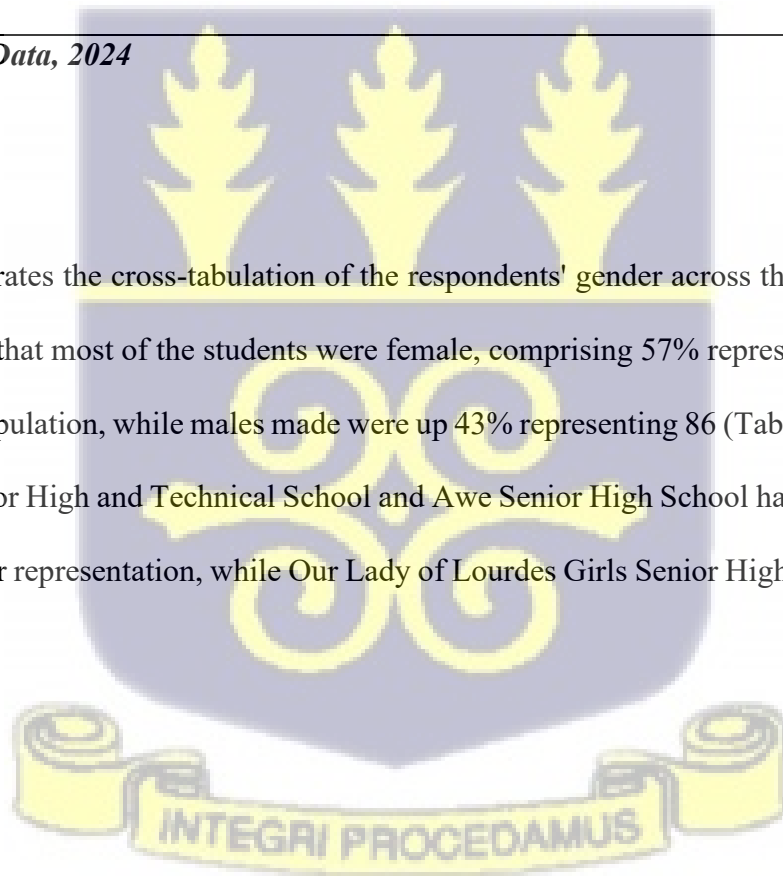 Data, 2024
rates the cross-tabulation of the respondents' gender across th
that most of the students were female, comprising 57% repres
pulation, while males made were up 43% representing 86 (Tab
or High and Technical School and Awe Senior High School ha
r representation, while Our Lady of Lourdes Girls Senior High
INTEGRI PROCEDAMUS